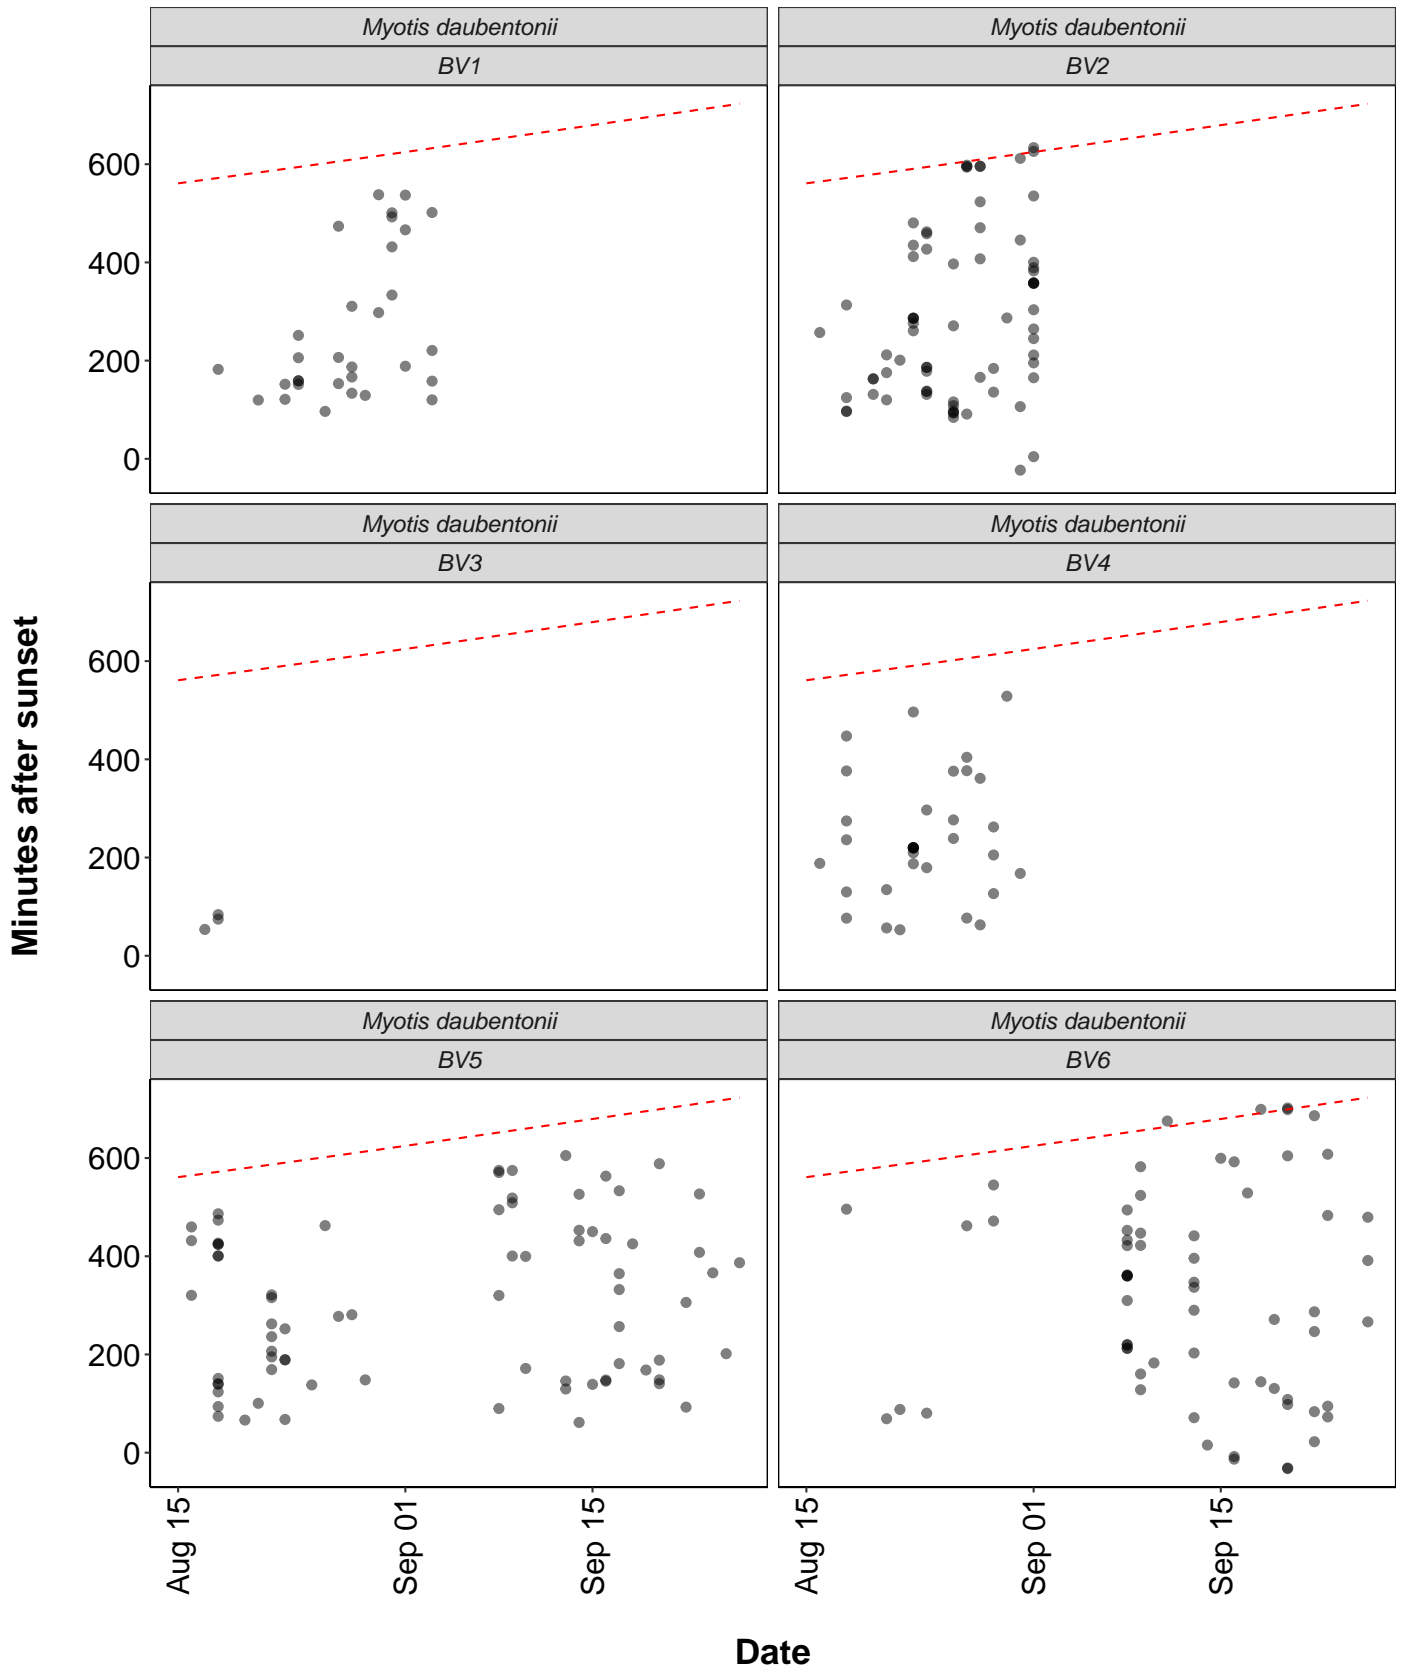 Myotis daubentonii
Myotis daubentonii
BV1
BV2
600
400
200
0
Myotis daubentonii
Myotis daubentonii
BV3
BV4
600
400
200
0
Minutes after sunset
Myotis daubentonii
Myotis daubentonii
BV5
BV6
600
400
200
0
Aug 15
Sep 01
Sep 15
Aug 15
Sep 01
Sep 15
Date